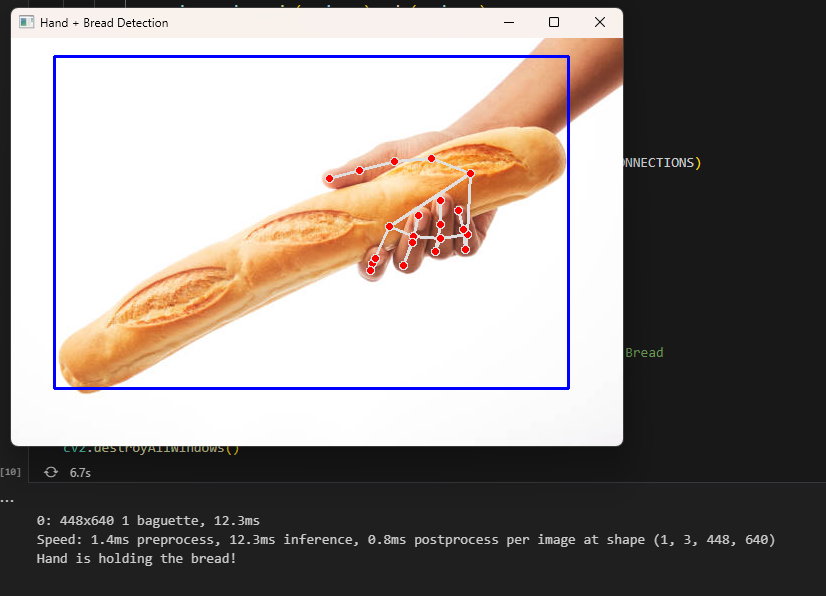 Hand + Bread Detection
NNECTIONS)
Bread
cv2.destroyAllWindows()
[10]
6.7s
...
0: 448x640 1 baguette, 12.3ms
Speed: 1.4ms preprocess, 12.3ms inference, 0.8ms postprocess per image at shape (1, 3, 448, 640)
Hand is holding the bread!